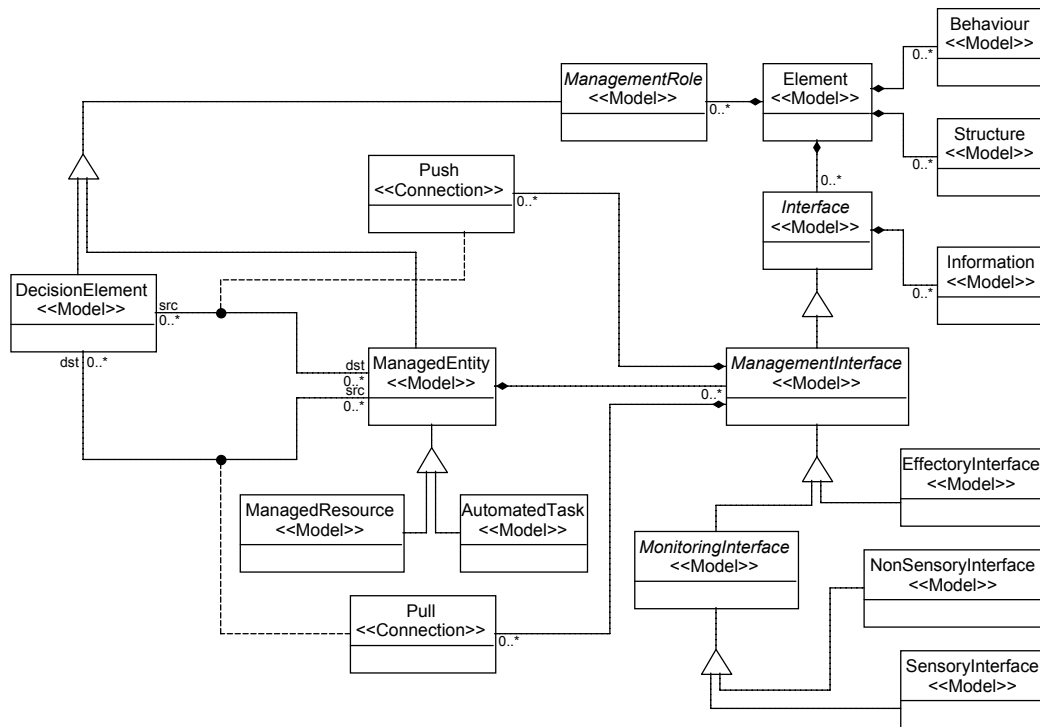 Behaviour
<<Model>>
0..*
ManagementRole
<<Model>>
0..*
Element
<<Model>>
Structure
<<Model>>
0..*
Push
<<Connection>>
0..*
0..*
Interface
<<Model>>
Information
<<Model>>
0..*
DecisionElement
<<Model>>
src
0..*
dst
0..*
ManagedEntity
<<Model>>
dst
0..*
src
0..*
ManagementInterface
<<Model>>
0..*
EffectoryInterface
<<Model>>
ManagedResource
<<Model>>
AutomatedTask
<<Model>>
MonitoringInterface
<<Model>>
NonSensoryInterface
<<Model>>
Pull
<<Connection>>
0..*
SensoryInterface
<<Model>>